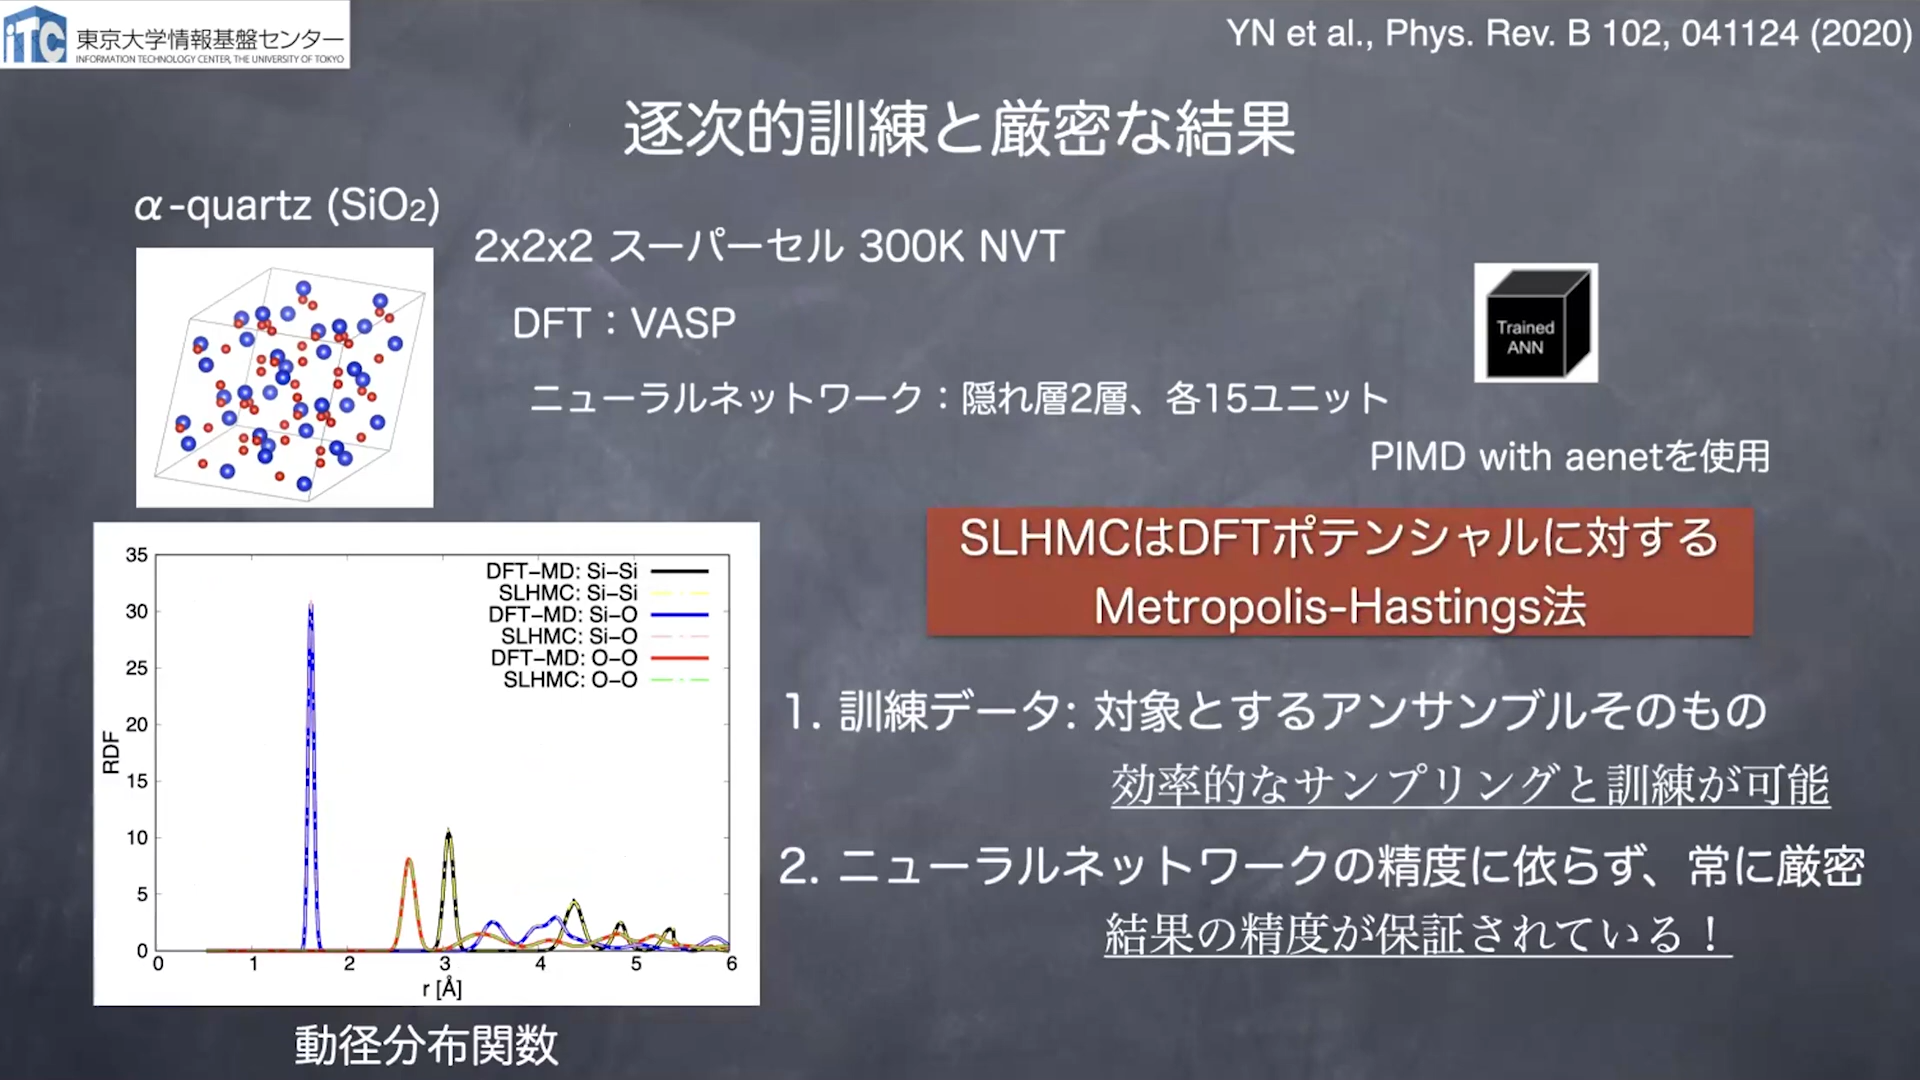 東京大学情報基盤センター
INFORMATION TECHNOLOGY CENTER, THE UNIVERSITY OF TOKYO
YN et al., Phys. Rev. B 102, 041124 (2020)
逐次的訓練と厳密な結果
α-quartz (SiO₂)
2x2x2 スーパーセル 300K NVT
DFT：VASP
ニューラルネットワーク：隠れ層2層、各15ユニット
Trained
ANN
PIMD with aenetを使用
SLHMCはDFTポテンシャルに対する
Metropolis-Hastings法
1. 訓練データ: 対象とするアンサンブルそのもの
効率的なサンプリングと訓練が可能
2. ニューラルネットワークの精度に依らず、常に厳密
結果の精度が保証されている！
DFT-MD: Si-Si
SLHMC: Si-Si
DFT-MD: Si-O
SLHMC: Si-O
DFT-MD: O-O
SLHMC: O-O
35
30
25
20
15
10
5
0
RDF
0 1 2 3 4 5 6
r [Å]
動径分布関数